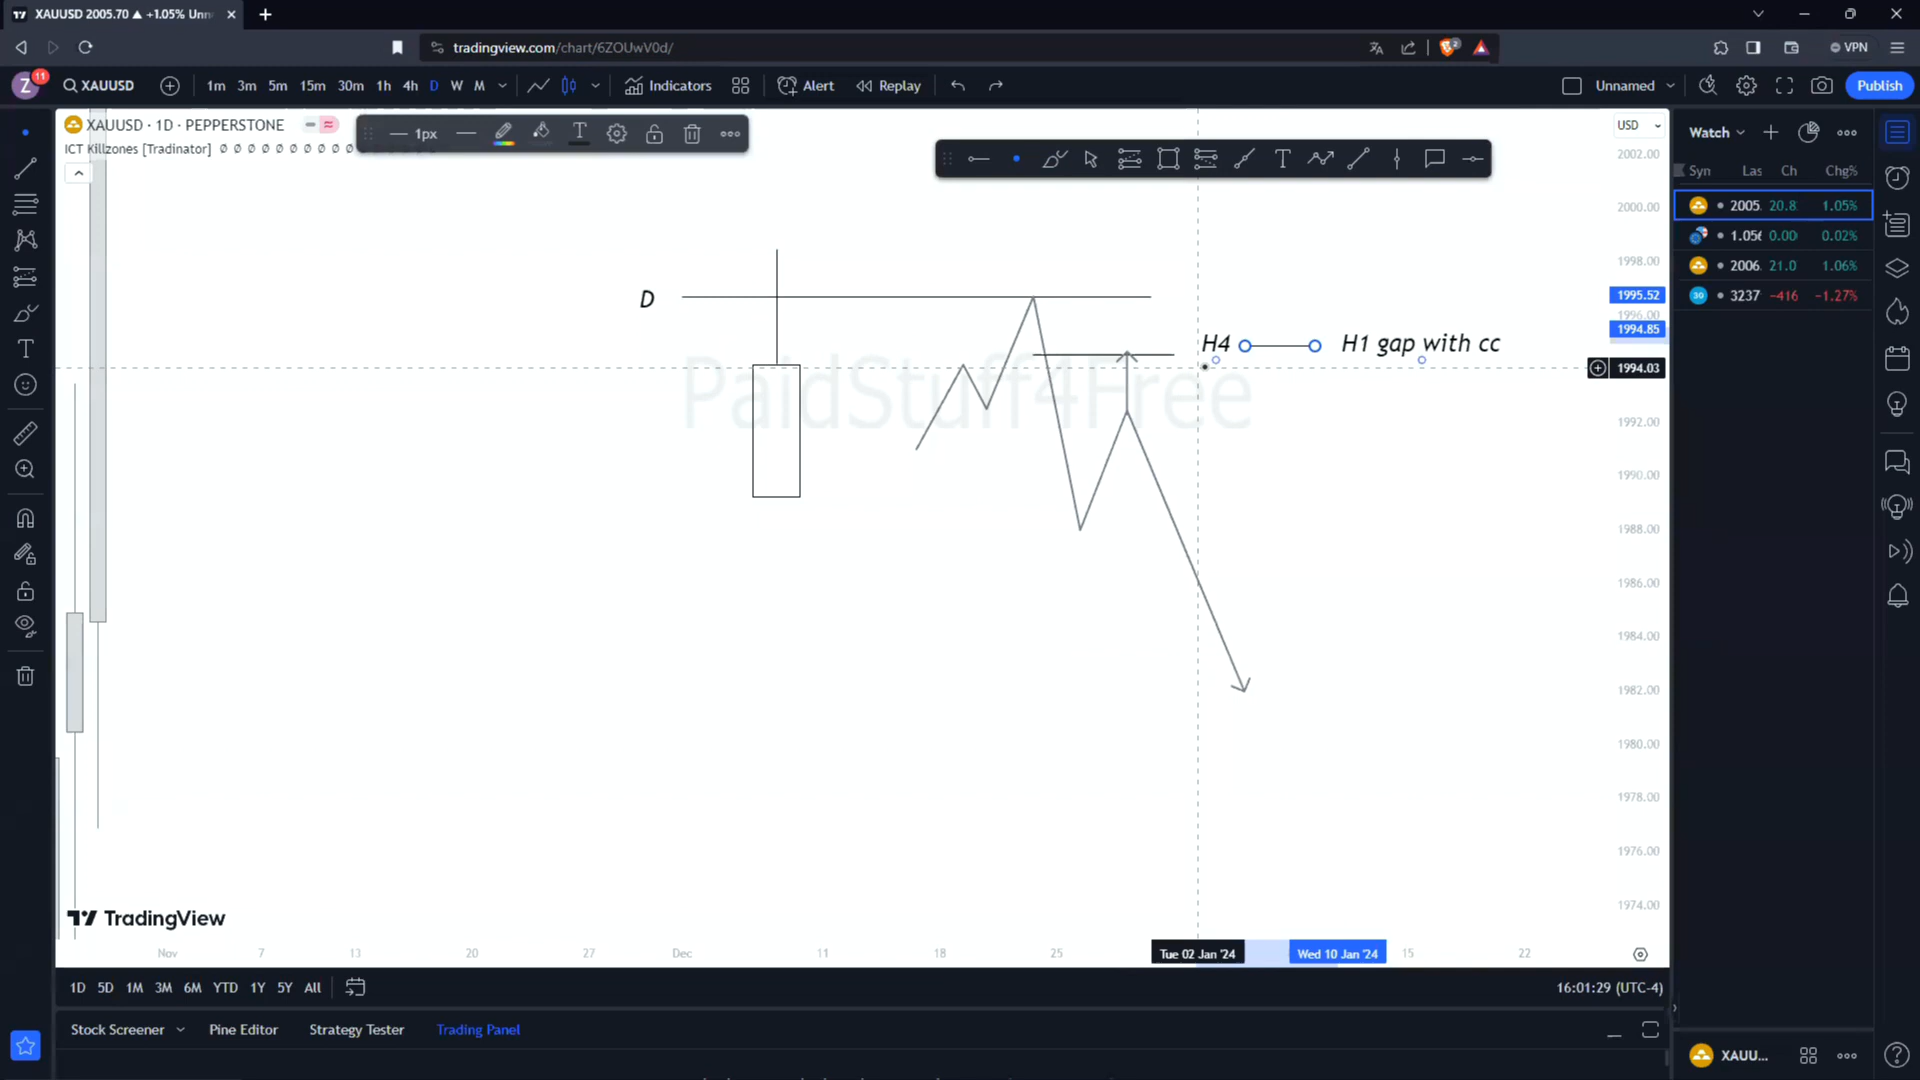 XAUUSD 2005.70 ▲ +1.05% Unn
tradingview.com/chart/6ZOUwV0d/
VPN
Z 11
XAUUSD 1m 3m 5m 15m 30m 1h 4h D W M Indicators Alert Replay Unnamed Publish
XAUUSD · 1D · PEPPERSTONE
ICT Killzones [Tradinator] ∅ ∅ ∅ ∅ ∅ ∅ ∅ ∅ ∅ ∅
1px
USD
2002.00
2000.00
1998.00
1995.52
1996.00
1994.85
1994.03
1992.00
1990.00
1988.00
1986.00
1984.00
1982.00
1980.00
1978.00
1976.00
1974.00
D
H4 H1 gap with cc
PaidStuff4Free
TradingView
Nov 7 13 20 27 Dec 11 18 25 Tue 02 Jan '24 Wed 10 Jan '24 15 22
1D 5D 1M 3M 6M YTD 1Y 5Y All
16:01:29 (UTC-4)
Stock Screener Pine Editor Strategy Tester Trading Panel
Watch
Syn Las Ch Chg%
2005. 20.8 1.05%
1.05 0.00 0.02%
2006. 21.0 1.06%
30 3237 −416 −1.27%
XAUU...